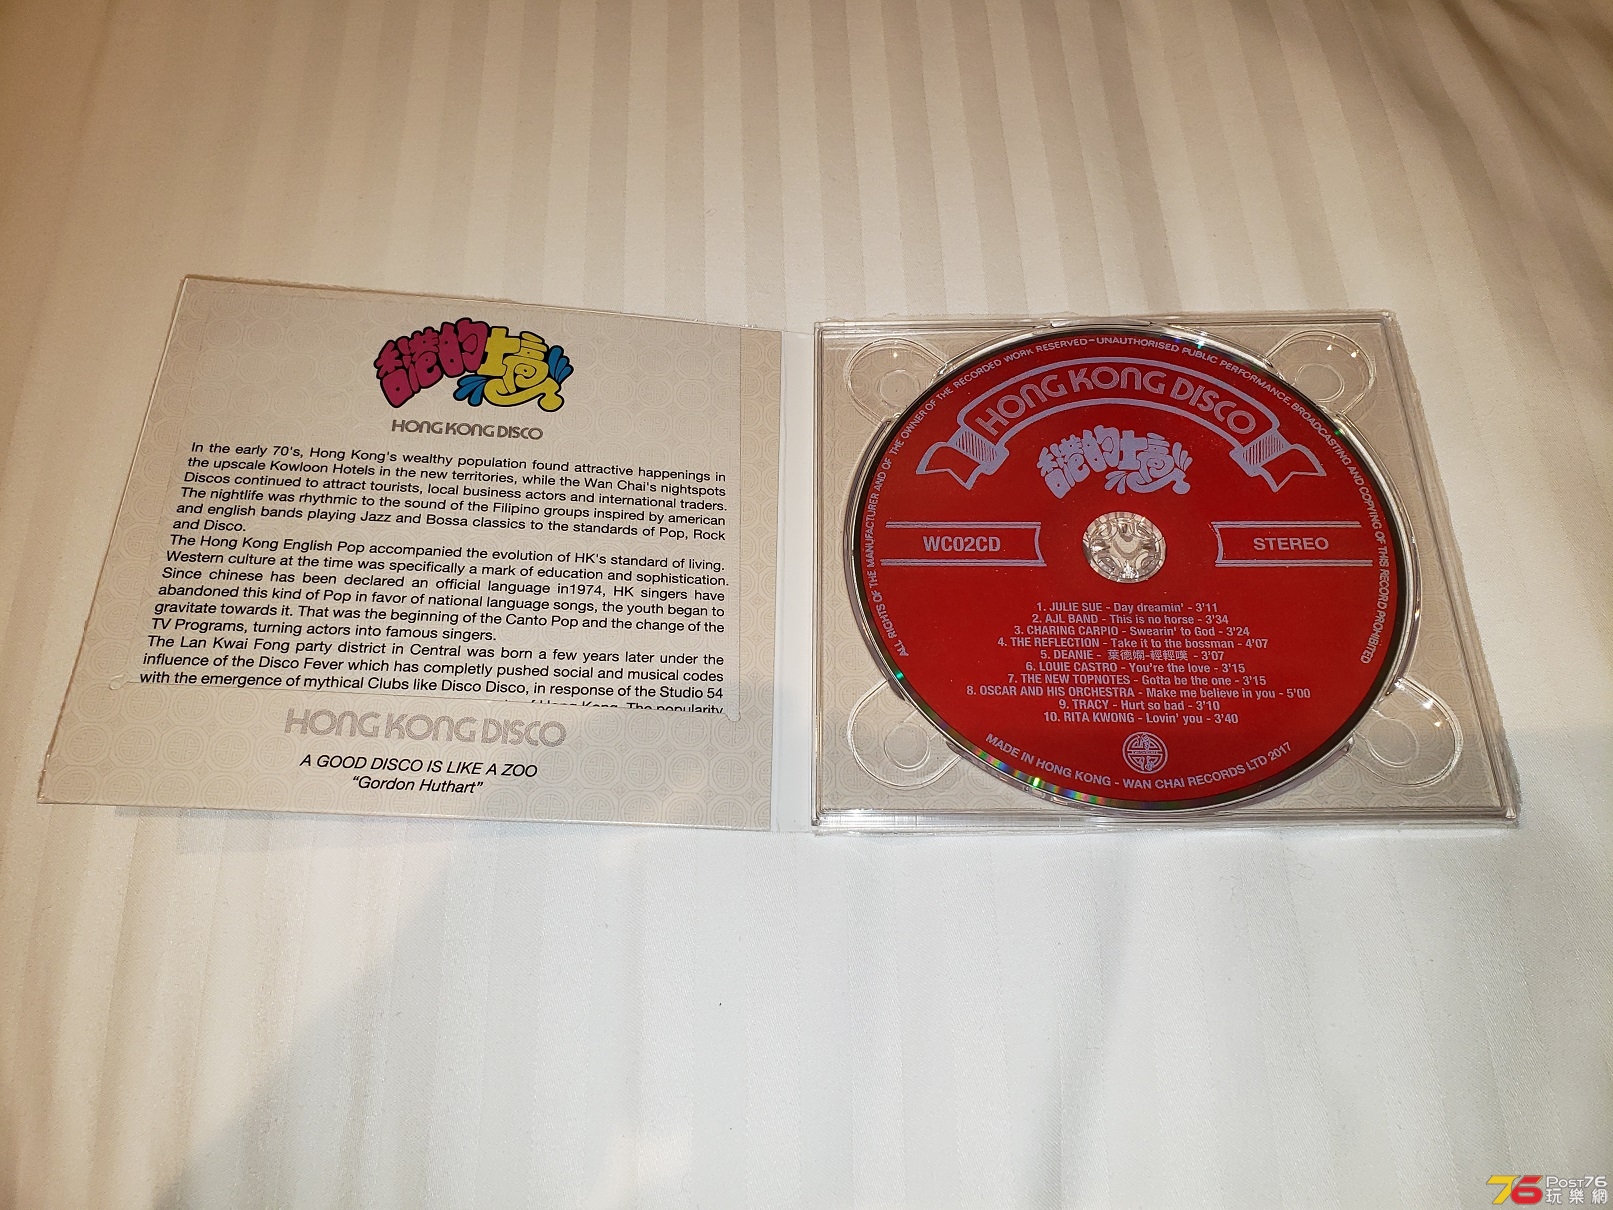 香港的士高
HONG KONG DISCO
In the early 70's, Hong Kong's wealthy population found attractive happenings in
the upscale Kowloon Hotels in the new territories, while the Wan Chai's nightspots
Discos continued to attract tourists, local business actors and international traders.
The nightlife was rhythmic to the sound of the Filipino groups inspired by american
and english bands playing Jazz and Bossa classics to the standards of Pop, Rock
and Disco.
The Hong Kong English Pop accompanied the evolution of HK's standard of living.
Western culture at the time was specifically a mark of education and sophistication.
Since chinese has been declared an official language in1974, HK singers have
abandoned this kind of Pop in favor of national language songs, the youth began to
gravitate towards it. That was the beginning of the Canto Pop and the change of the
TV Programs, turning actors into famous singers.
The Lan Kwai Fong party district in Central was born a few years later under the
influence of the Disco Fever which has completly pushed social and musical codes
with the emergence of mythical Clubs like Disco Disco, in response of the Studio 54
of Hong Kong. The popularity
HONG KONG DISCO
A GOOD DISCO IS LIKE A ZOO
“Gordon Huthart”
ALL RIGHTS OF THE MANUFACTURER AND OF THE OWNER OF THE RECORDED WORK RESERVED - UNAUTHORISED PUBLIC PERFORMANCE, BROADCASTING AND COPYING OF THIS RECORD PROHIBITED
HONG KONG DISCO
香港的士高
WC02CD
STEREO
1. JULIE SUE - Day dreamin' - 3'11
2. AJL BAND - This is no horse - 3'34
3. CHARING CARPIO - Swearin' to God - 3'24
4. THE REFLECTION - Take it to the bossman - 4'07
5. DEANIE - 葉德嫻-輕輕嘆 - 3'07
6. LOUIE CASTRO - You're the love - 3'15
7. THE NEW TOPNOTES - Gotta be the one - 3'15
8. OSCAR AND HIS ORCHESTRA - Make me believe in you - 5'00
9. TRACY - Hurt so bad - 3'10
10. RITA KWONG - Lovin' you - 3'40
MADE IN HONG KONG - WAN CHAI RECORDS LTD 2017
76 Post76
玩樂網